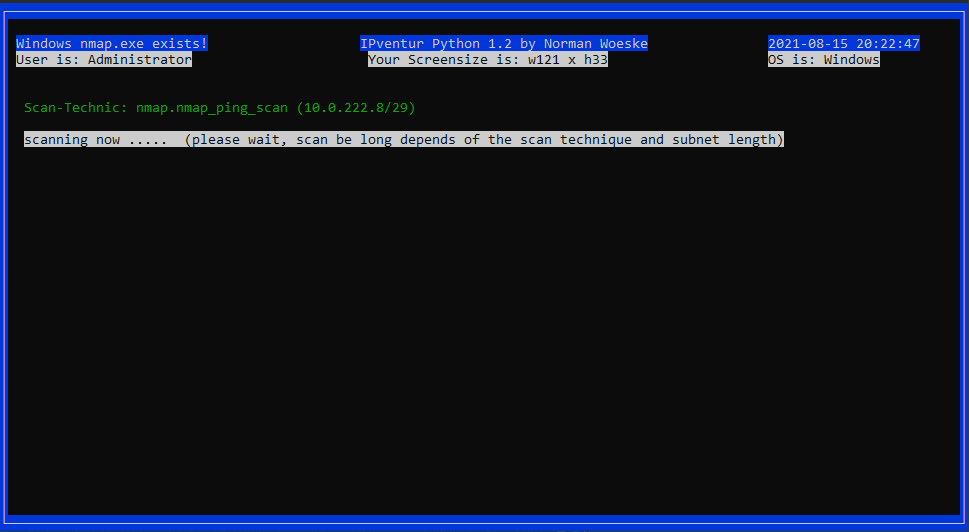 Windows nmap.exe exists! IPventur Python 1.2 by Norman Woeske 2021-08-15 20:22:47
User is: Administrator Your Screensize is: w121 x h33 OS is: Windows
Scan-Technic: nmap.nmap_ping_scan (10.0.222.8/29)
scanning now ..... (please wait, scan be long depends of the scan technique and subnet length)